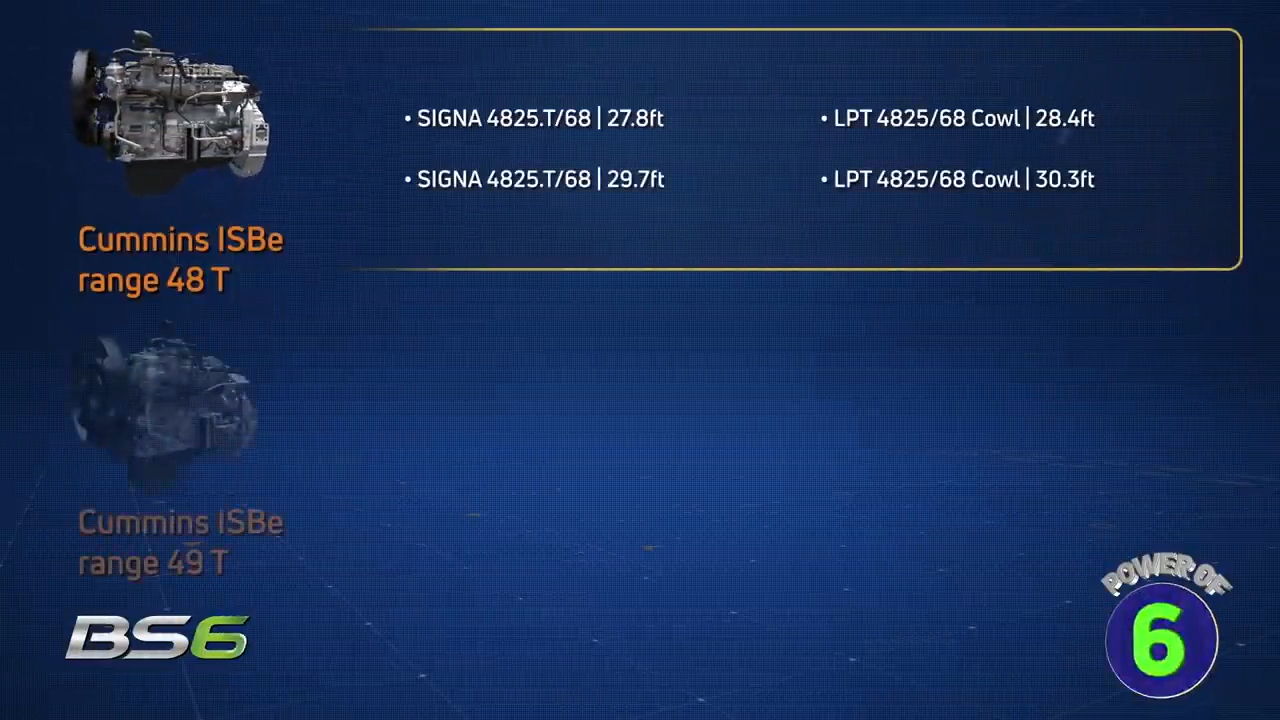 • SIGNA 4825.T/68 | 27.8ft
• LPT 4825/68 Cowl | 28.4ft
• SIGNA 4825.T/68 | 29.7ft
• LPT 4825/68 Cowl | 30.3ft
Cummins ISBe
range 48 T
Cummins ISBe
range 49 T
BS6
POWER OF
6